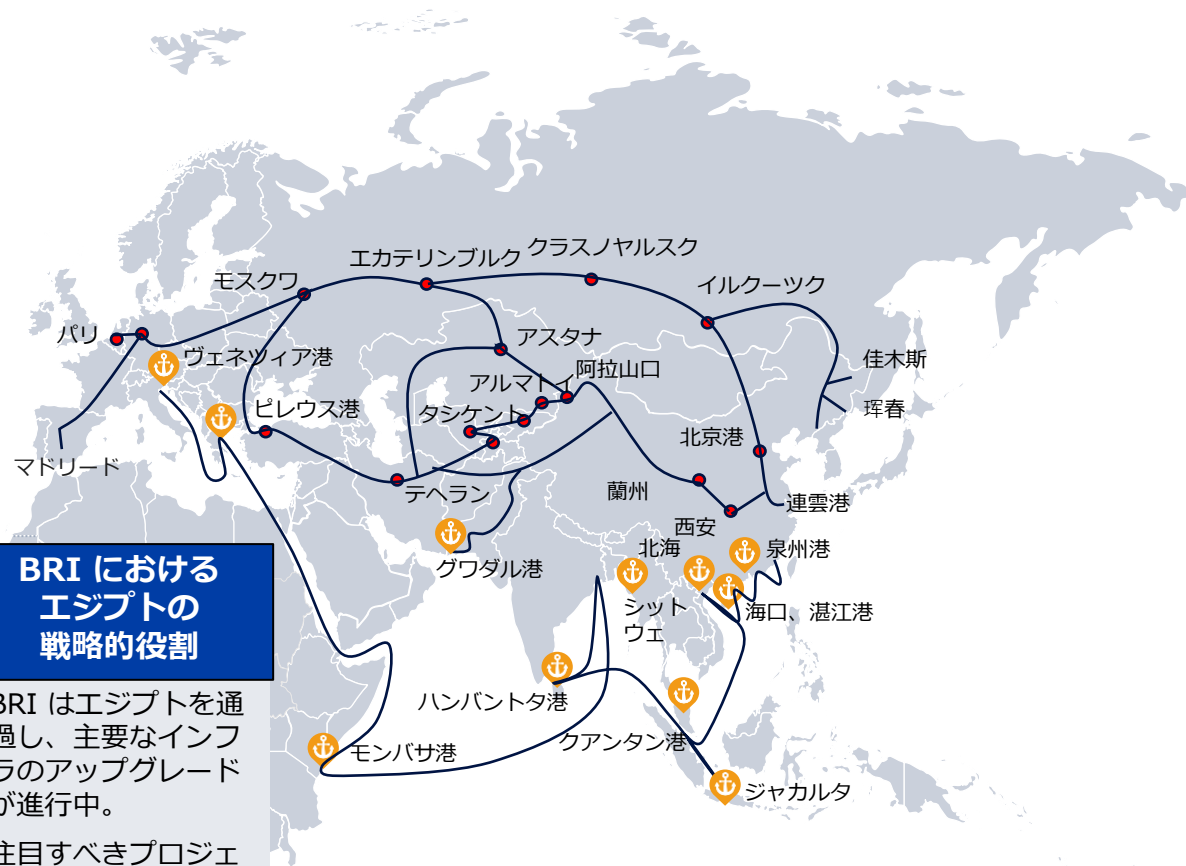 クラスノヤルスク
エカテリンブルク
モスクワ
イルクーツク
パリ
アスタナ
ヴェネツィア港
佳木斯
阿拉山口
アルマトイ
ピレウス港
タシケント
琿春
北京港
マドリード
テヘラン
蘭州
連雲港
西安
北海
泉州港
グワダル港
シット
ウェ
海口、湛江港
ハンバントタ港
クアンタン港
モンバサ港
ジャカルタ
BRI における
エジプトの
戦略的役割
BRI はエジプトを通
過し、主要なインフ
ラのアップグレード
が進行中。
注目すべきプロジェ